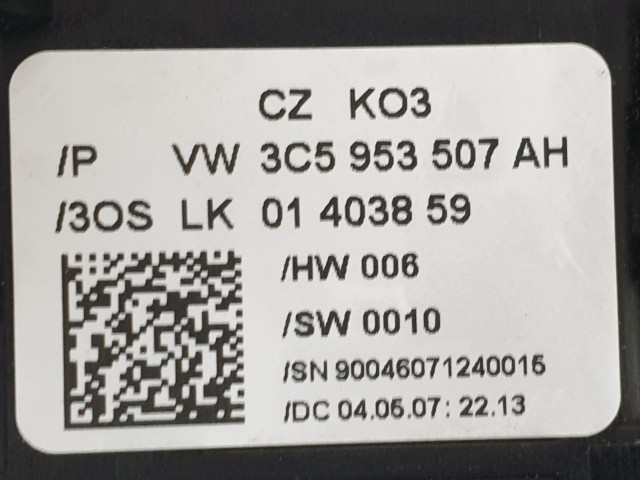 CZ KO3
/P VW 3C5 953 507 AH
/3OS LK 01 4038 59
/HW 006
/SW 0010
/SN 90046071240015
/DC 04.05.07: 22.13